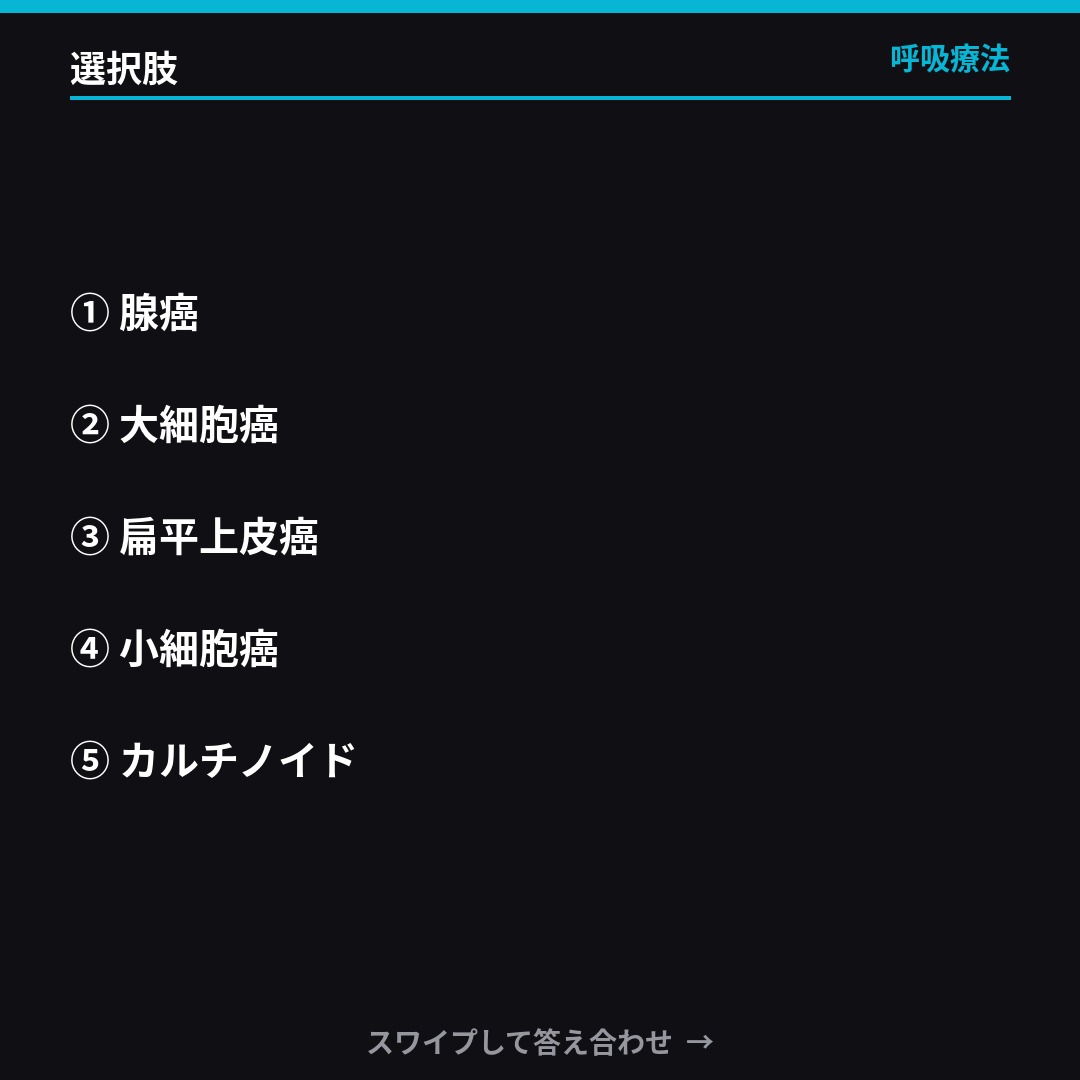 選択肢
呼吸療法
① 腺癌
② 大細胞癌
③ 扁平上皮癌
④ 小細胞癌
⑤ カルチノイド
スワイプして答え合わせ →